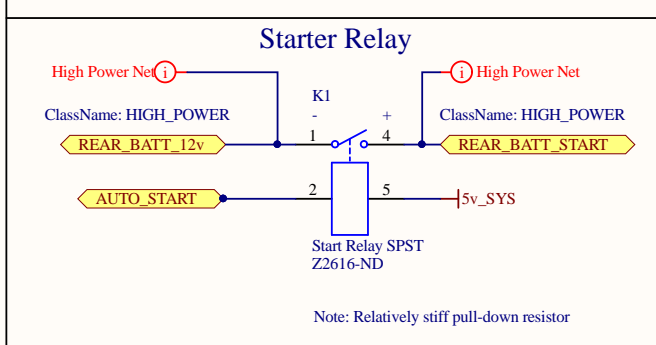 Starter Relay
High Power Net
i
i
High Power Net
K1
ClassName: HIGH_POWER
-
+
ClassName: HIGH_POWER
REAR_BATT_12v
1
4
REAR_BATT_START
AUTO_START
2
5
5v_SYS
Start Relay SPST
Z2616-ND
Note: Relatively stiff pull-down resistor